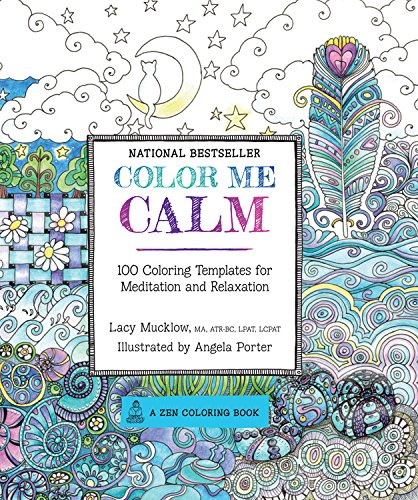 NATIONAL BESTSELLER
COLOR ME
CALM
100 Coloring Templates for
Meditation and Relaxation
Lacy Mucklow, MA, ATR-BC, LPAT, LCPAT
Illustrated by Angela Porter
A ZEN COLORING BOOK